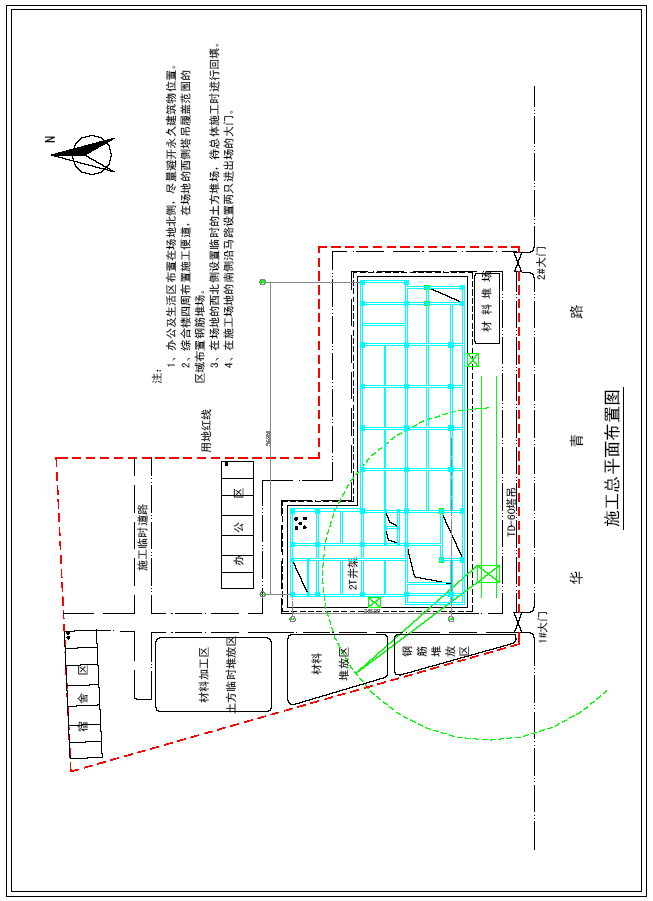 N
注:
1、办公及生活区布置在场地北侧,尽量避开永久建筑物位置。
2、综合楼四周布置施工便道,在场地的西侧塔吊履盖范围的
区域布置钢筋堆场。
3、在场地的西北侧设置临时的土方堆场,待总体施工时进行回填。
4、在施工场地的南侧沿马路设置两只进出场的大门。
用地红线
施工临时道路
办公区
宿舍区
材料加工区
土方临时堆放区
材料
堆放区
钢筋堆放
区
2T井架
TD-60塔吊
材料堆场
1#大门
2#大门
华青路
施工总平面布置图